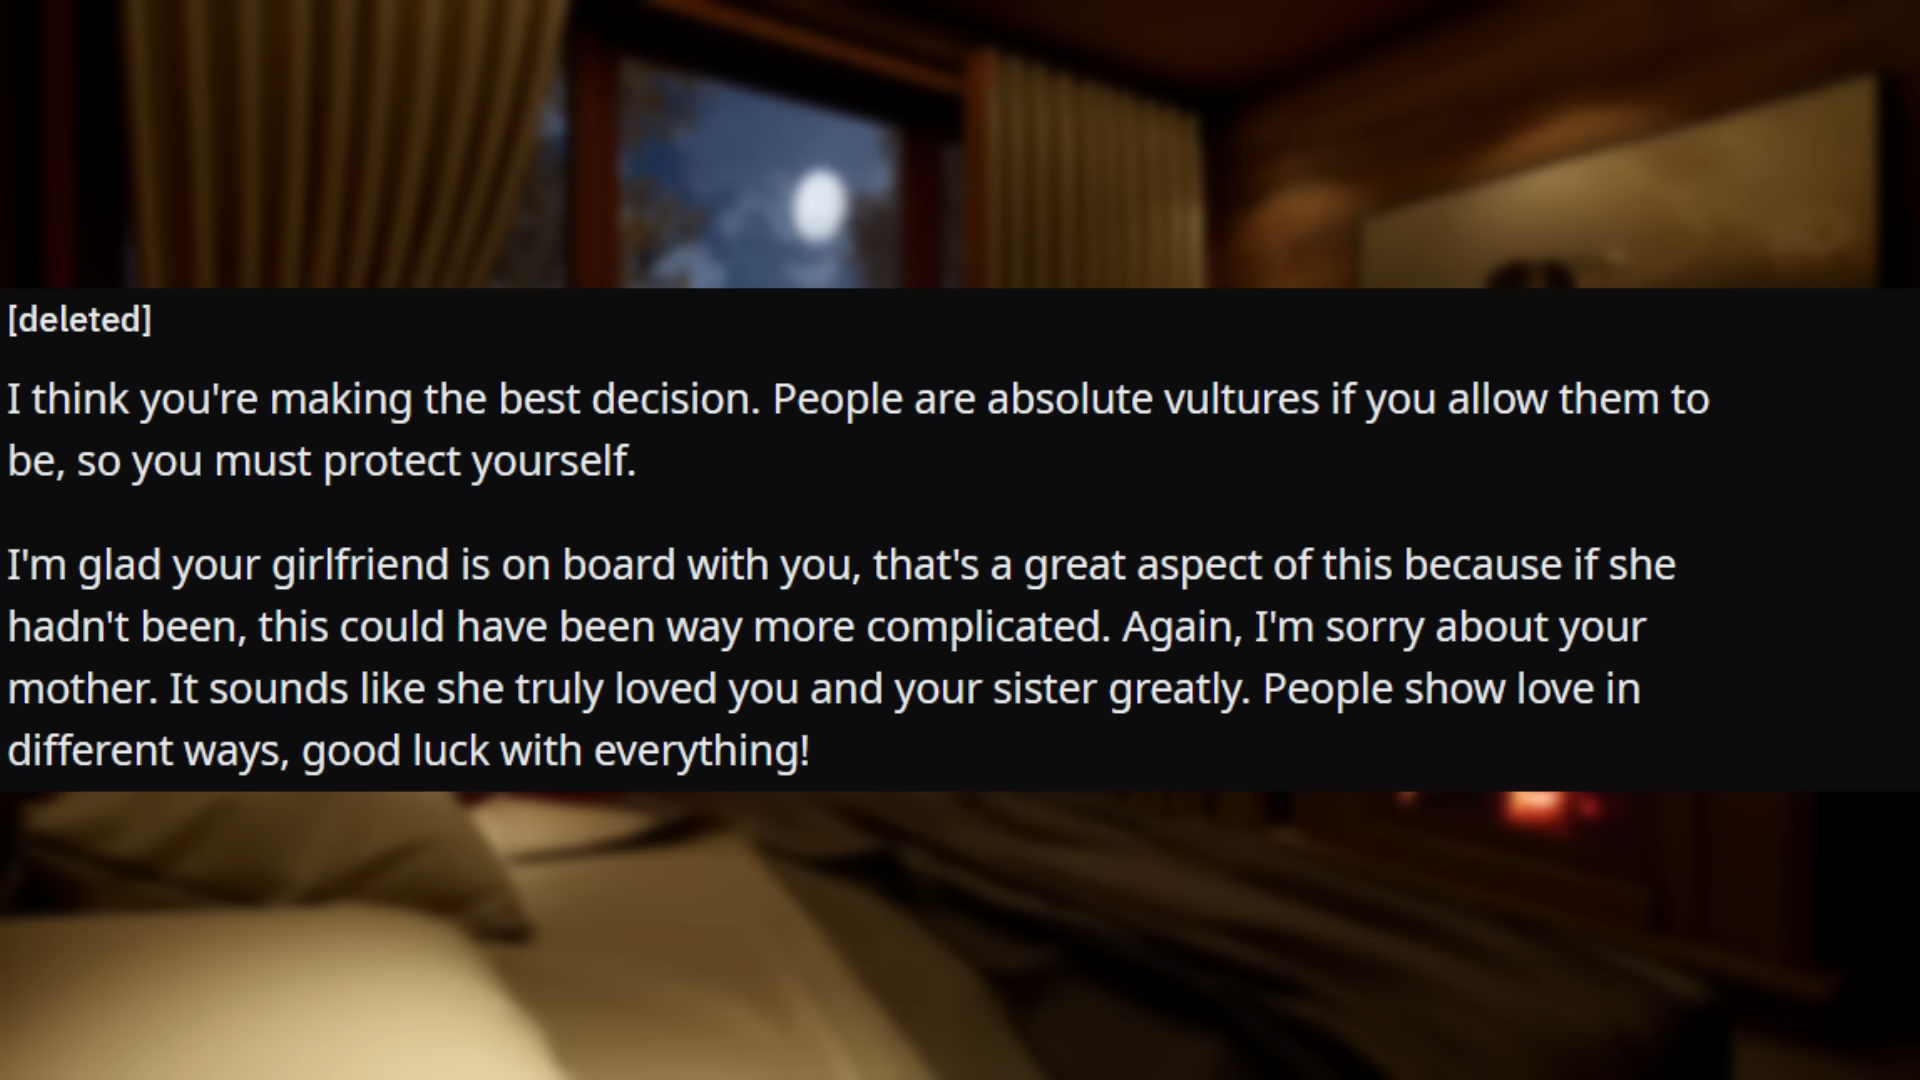 [deleted]
I think you're making the best decision. People are absolute vultures if you allow them to
be, so you must protect yourself.
I'm glad your girlfriend is on board with you, that's a great aspect of this because if she
hadn't been, this could have been way more complicated. Again, I'm sorry about your
mother. It sounds like she truly loved you and your sister greatly. People show love in
different ways, good luck with everything!